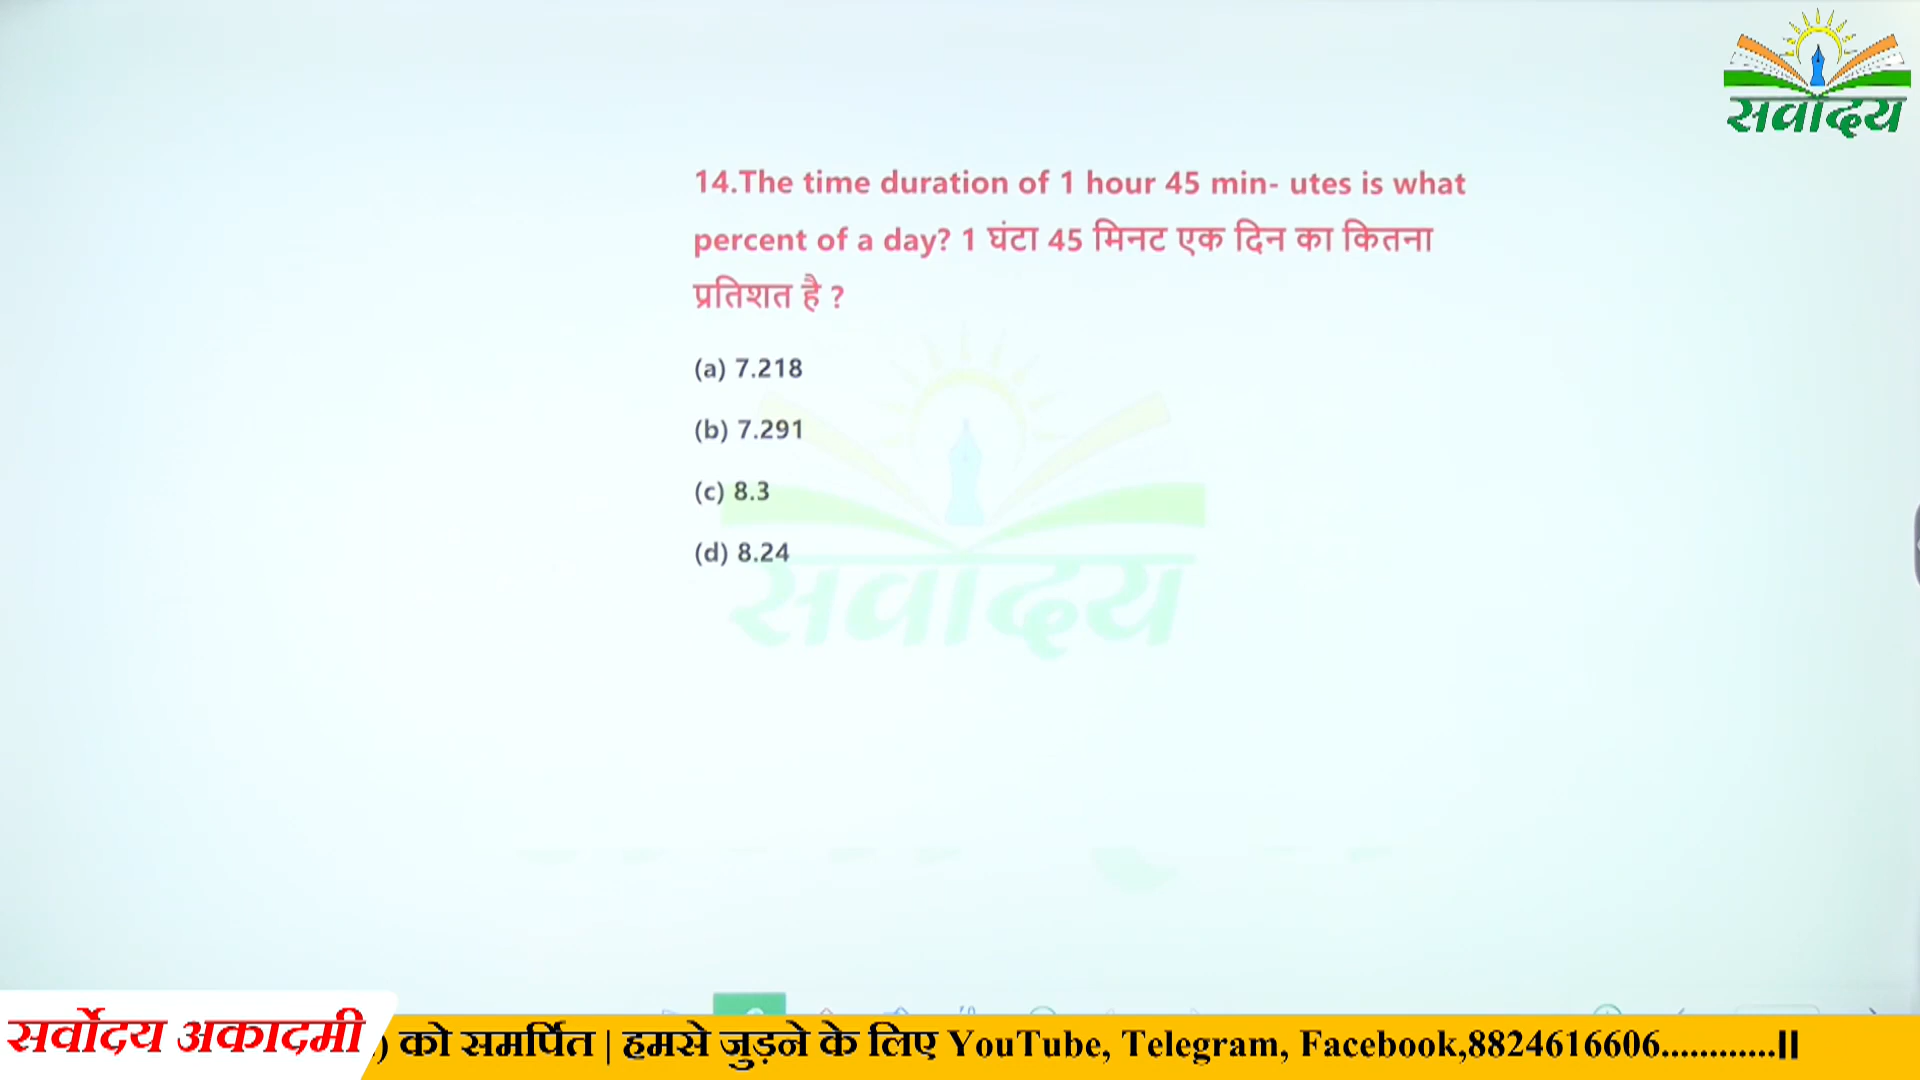 सर्वोदय
14.The time duration of 1 hour 45 min- utes is what
percent of a day? 1 घंटा 45 मिनट एक दिन का कितना
प्रतिशत है ?
(a) 7.218
(b) 7.291
(c) 8.3
(d) 8.24
सर्वोदय
सर्वोदय अकादमी
) को समर्पित | हमसे जुड़ने के लिए YouTube, Telegram, Facebook,8824616606............||